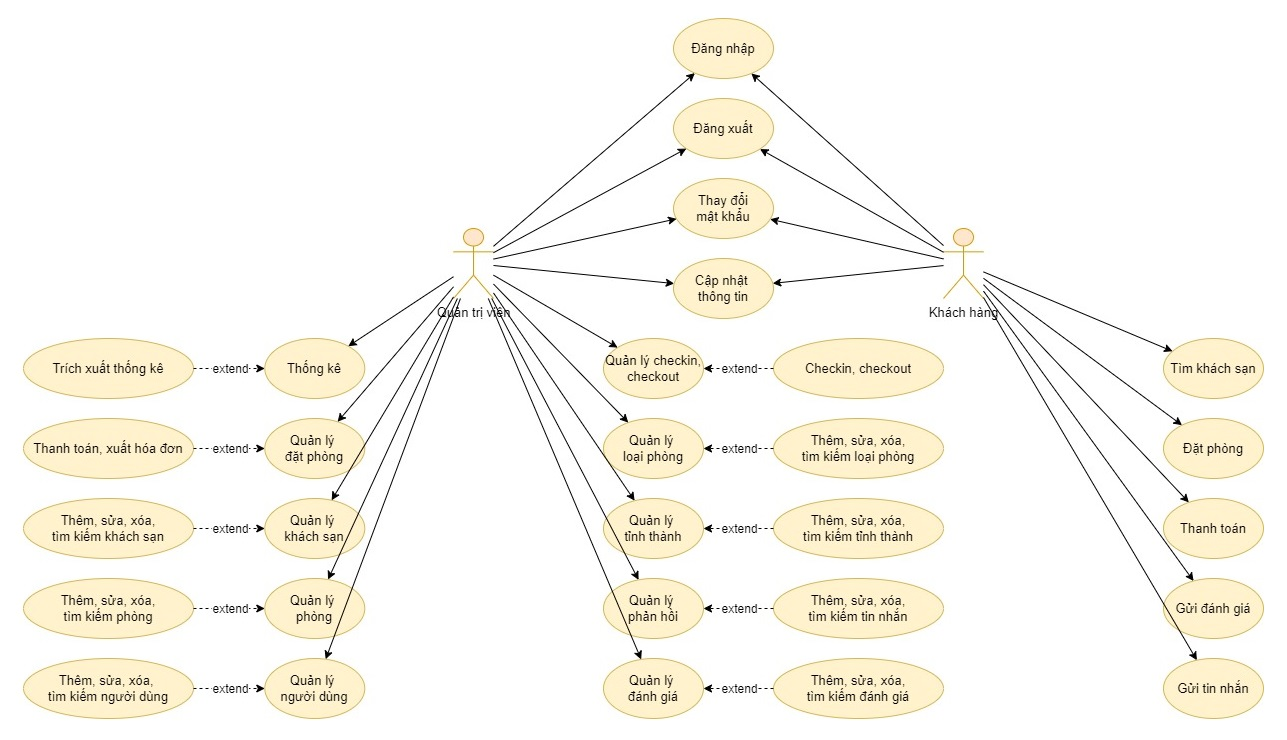 Đăng nhập
Đăng xuất
Thay đổi
mật khẩu
Cập nhật
thông tin
Quản trị viên
Khách hàng
Trích xuất thống kê
extend
Thống kê
Quản lý checkin,
checkout
extend
Checkin, checkout
Tìm khách sạn
Thanh toán, xuất hóa đơn
extend
Quản lý
đặt phòng
Quản lý
loại phòng
extend
Thêm, sửa, xóa,
tìm kiếm loại phòng
Đặt phòng
Thêm, sửa, xóa,
tìm kiếm khách sạn
extend
Quản lý
khách sạn
Quản lý
tỉnh thành
extend
Thêm, sửa, xóa,
tìm kiếm tỉnh thành
Thanh toán
Thêm, sửa, xóa,
tìm kiếm phòng
extend
Quản lý
phòng
Quản lý
phản hồi
extend
Thêm, sửa, xóa,
tìm kiếm tin nhắn
Gửi đánh giá
Thêm, sửa, xóa,
tìm kiếm người dùng
extend
Quản lý
người dùng
Quản lý
đánh giá
extend
Thêm, sửa, xóa,
tìm kiếm đánh giá
Gửi tin nhắn